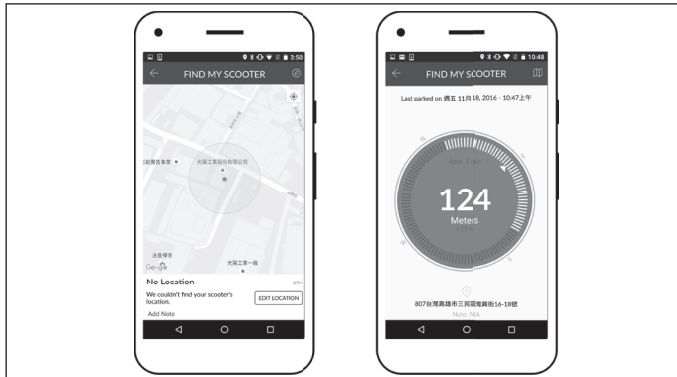 3:50
FIND MY SCOOTER
光陽工業股份有限公司
法音禪寺
Google
光陽工業一廠
No Location
We couldn't find your scooter's
location.
EDIT LOCATION
Add Note
10:48
FIND MY SCOOTER
Last parked on 週五 11月 18, 2016 - 10:47上午
N
E
124
Meters
W
S
807台灣高雄市三民區灣興街16-18號
Note: N/A